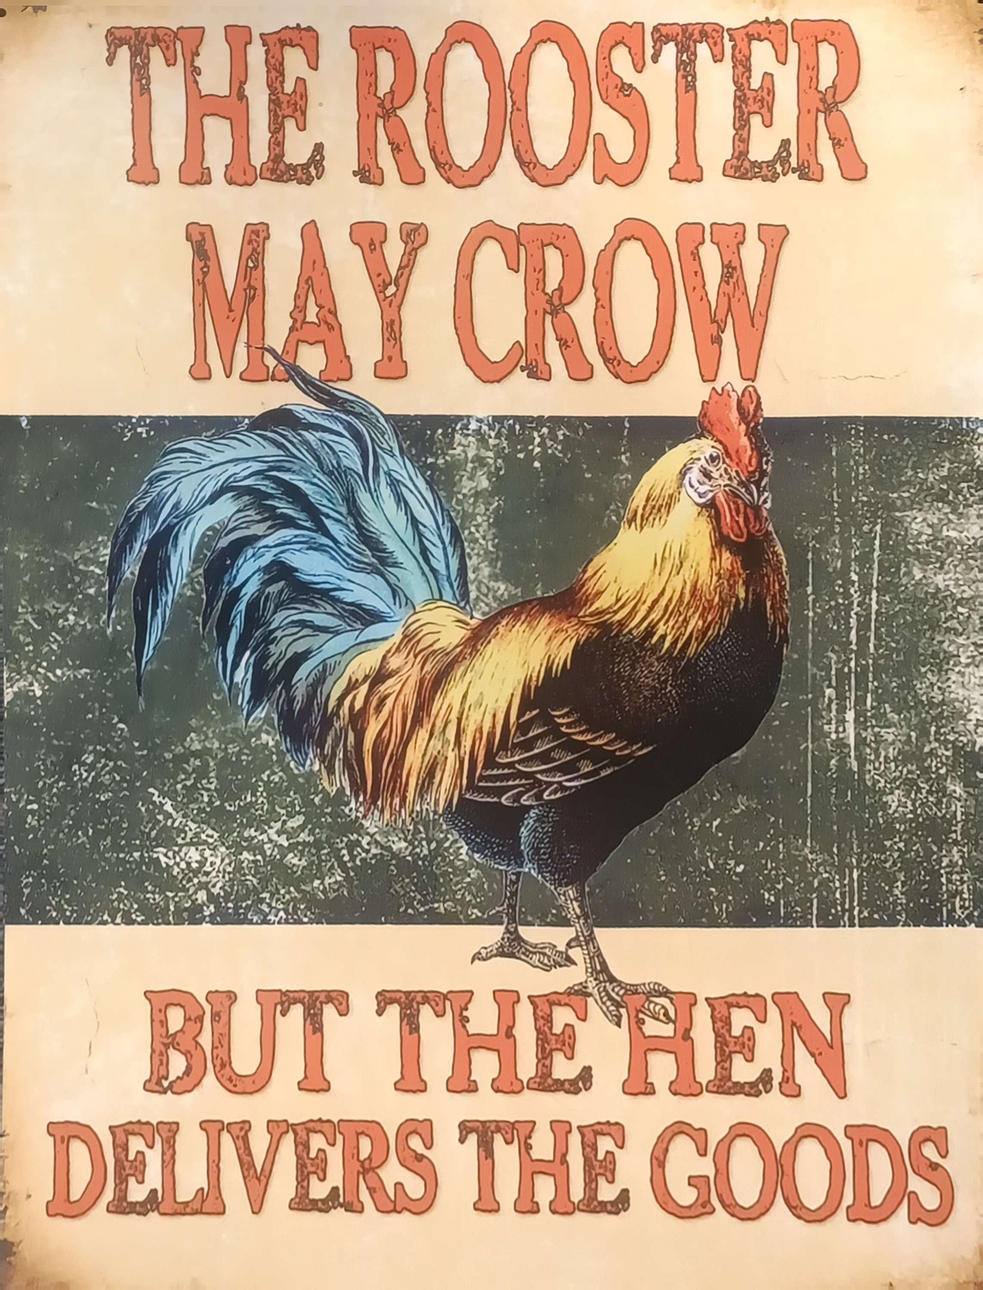 THE ROOSTER
MAY CROW
BUT THE HEN
DELIVERS THE GOODS